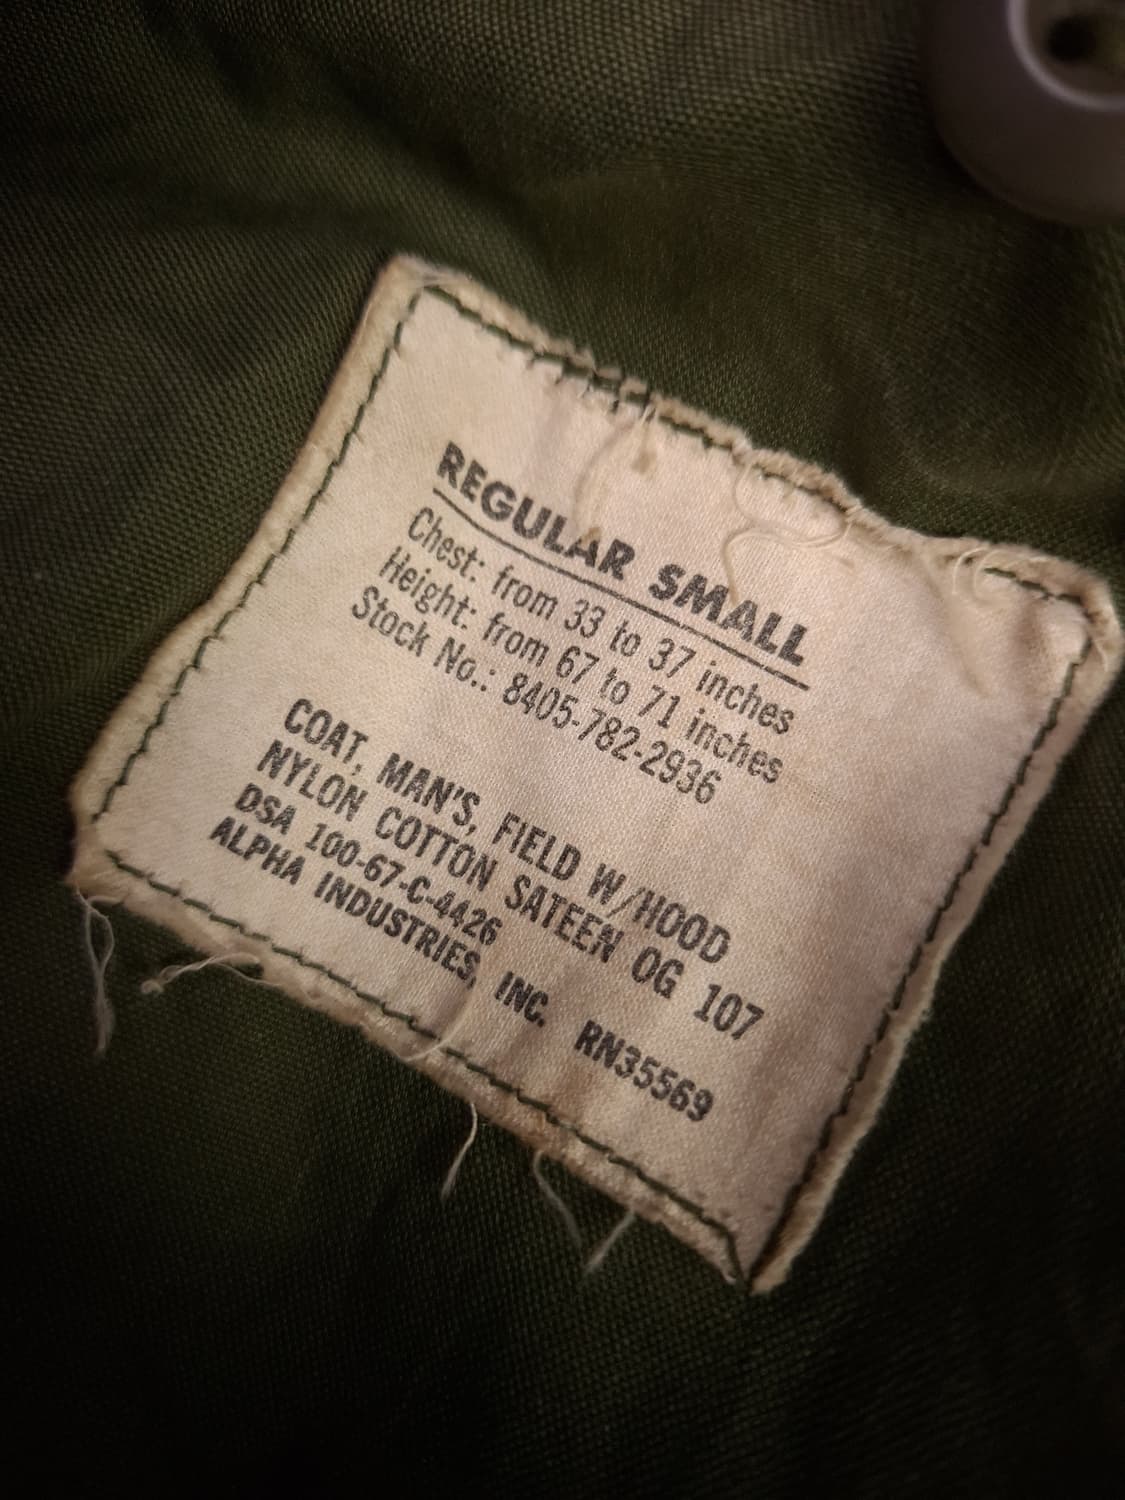 REGULAR SMALL
Chest: from 33 to 37 inches
Height: from 67 to 71 inches
Stock No.: 8405-782-2936
COAT, MAN'S, FIELD W/HOOD
NYLON COTTON SATEEN OG 107
DSA 100-67-C-4426
ALPHA INDUSTRIES, INC. RN35569